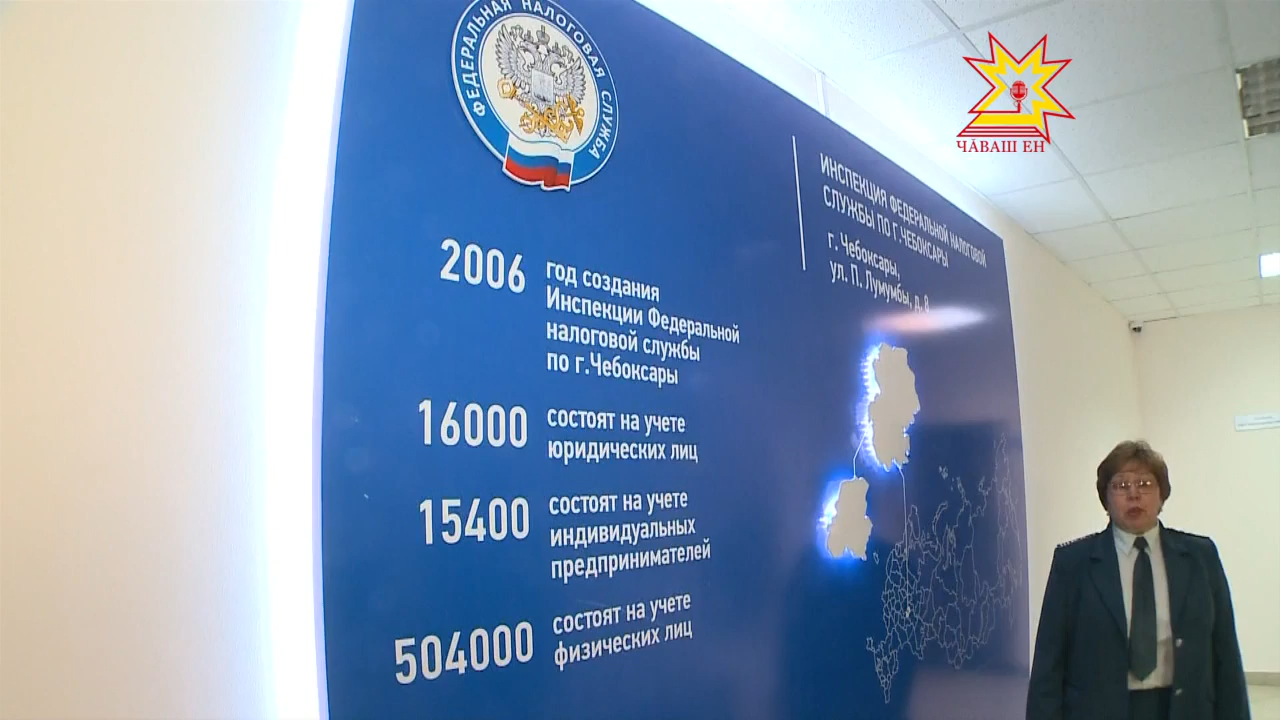 ФЕДЕРАЛЬНАЯ НАЛОГОВАЯ СЛУЖБА
ЧӐВАШ ЕН
ИНСПЕКЦИЯ ФЕДЕРАЛЬНОЙ НАЛОГОВОЙ
СЛУЖБЫ ПО Г.ЧЕБОКСАРЫ
г. Чебоксары,
ул. П. Лумумбы, д. 8
2006
год создания
Инспекции Федеральной
налоговой службы
по г.Чебоксары
16000
состоят на учете
юридических лиц
15400
состоят на учете
индивидуальных
предпринимателей
504000
состоят на учете
физических лиц